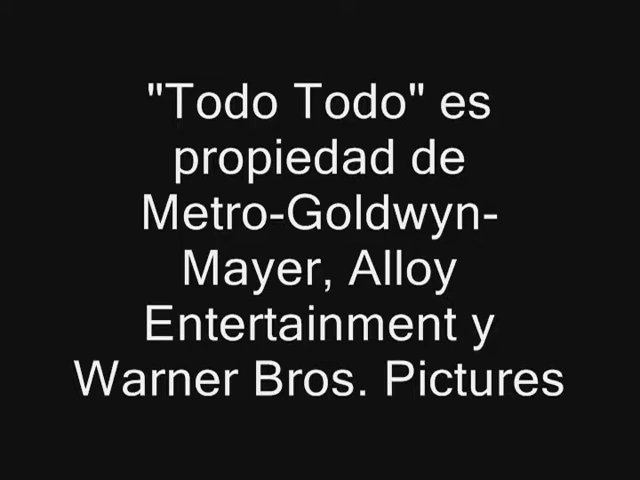 "Todo Todo" es
propiedad de
Metro-Goldwyn-
Mayer, Alloy
Entertainment y
Warner Bros. Pictures